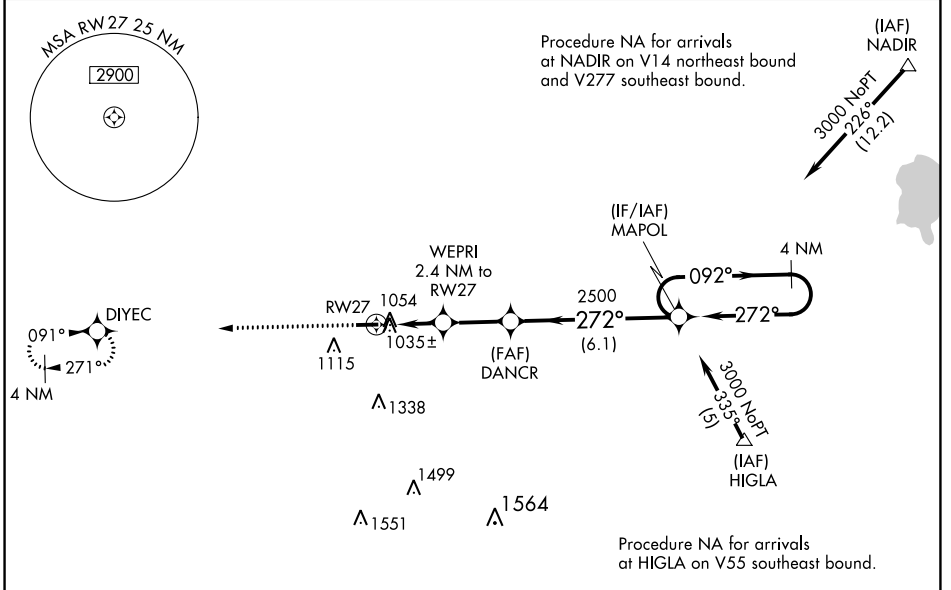 MSA RW27 25 NM
2900
Procedure NA for arrivals
at NADIR on V14 northeast bound
and V277 southeast bound.
(IAF)
NADIR
3000 NoPT
226°
(12.2)
(IF/IAF)
MAPOL
4 NM
092°
272°
WEPRI
2.4 NM to
RW27
2500
272°
(6.1)
RW27
1054
1035±
1115
(FAF)
DANCR
DIYEC
091°
271°
4 NM
3000 NoPT
335°
(5)
(IAF)
HIGLA
1338
1499
1551
1564
Procedure NA for arrivals
at HIGLA on V55 southeast bound.